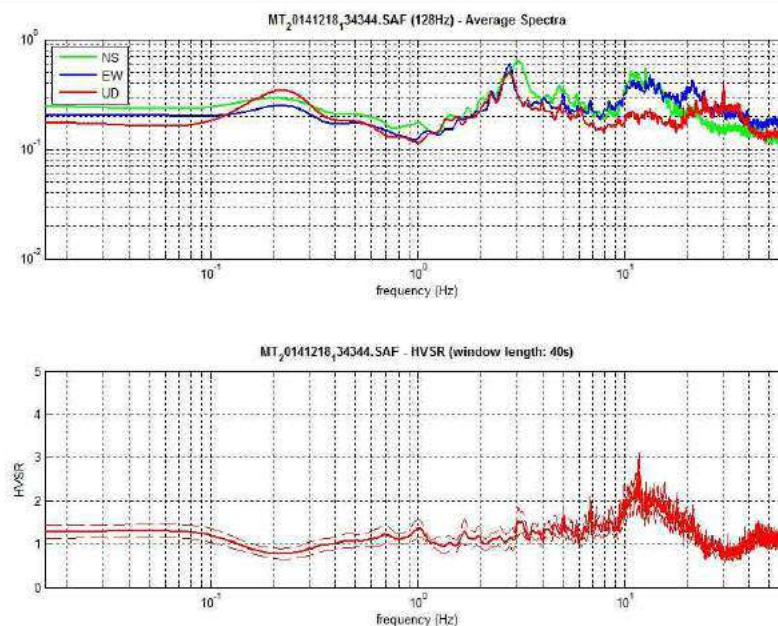 MT_20141218_134344.SAF (128Hz) - Average Spectra
10^0
NS
EW
UD
10^-1
10^-2
10^-1
10^0
10^1
frequency (Hz)
MT_20141218_134344.SAF - HVSR (window length: 40s)
5
4
3
2
1
0
HVSR
10^-1
10^0
10^1
frequency (Hz)